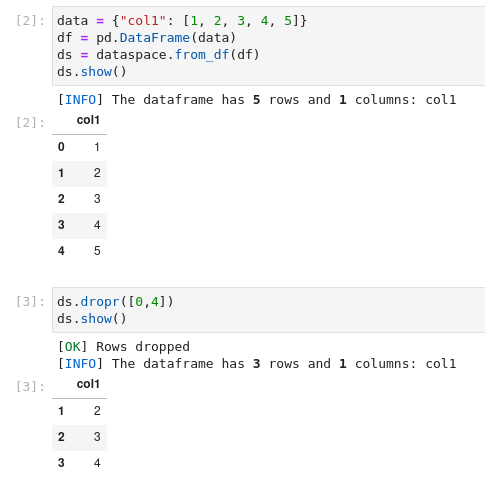 [2]: data = {"col1": [1, 2, 3, 4, 5]}
df = pd.DataFrame(data)
ds = dataspace.from_df(df)
ds.show()
[INFO] The dataframe has 5 rows and 1 columns: col1
[2]: col1
0 1
1 2
2 3
3 4
4 5
[3]: ds.dropr([0,4])
ds.show()
[OK] Rows dropped
[INFO] The dataframe has 3 rows and 1 columns: col1
[3]: col1
1 2
2 3
3 4